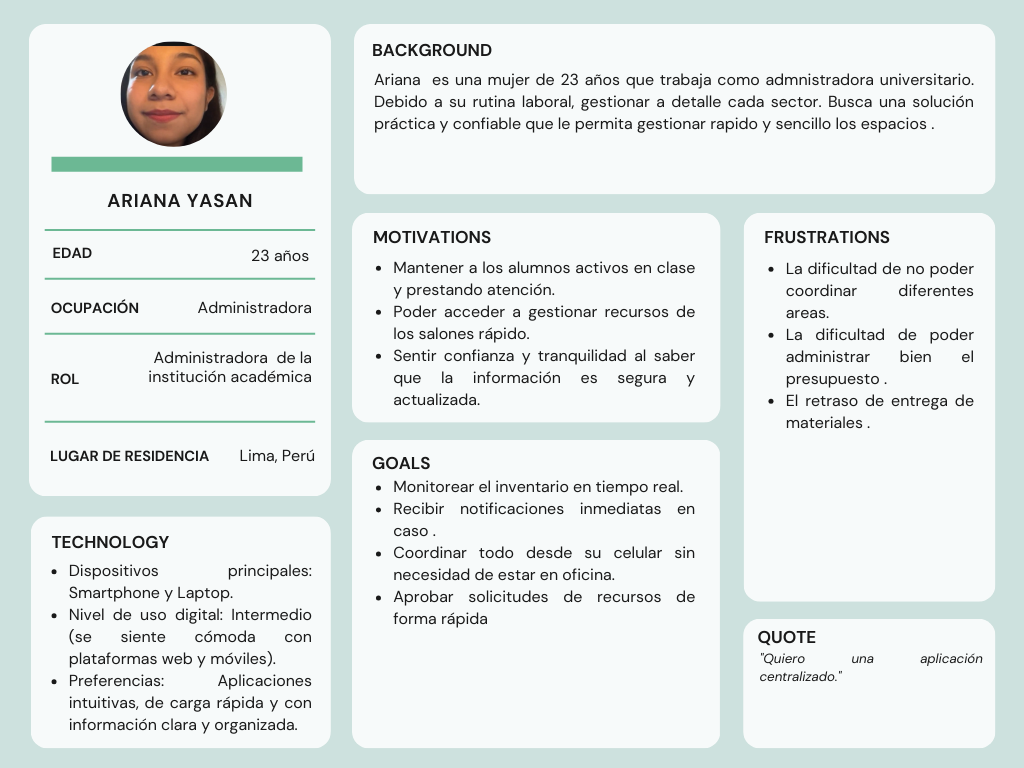 ARIANA YASAN
EDAD 23 años
OCUPACIÓN Administradora
ROL Administradora de la
institución académica
LUGAR DE RESIDENCIA Lima, Perú
TECHNOLOGY
• Dispositivos principales:
Smartphone y Laptop.
• Nivel de uso digital: Intermedio
(se siente cómoda con
plataformas web y móviles).
• Preferencias: Aplicaciones
intuitivas, de carga rápida y con
información clara y organizada.
BACKGROUND
Ariana es una mujer de 23 años que trabaja como admnistradora universitario.
Debido a su rutina laboral, gestionar a detalle cada sector. Busca una solución
práctica y confiable que le permita gestionar rapido y sencillo los espacios .
MOTIVATIONS
• Mantener a los alumnos activos en clase
y prestando atención.
• Poder acceder a gestionar recursos de
los salones rápido.
• Sentir confianza y tranquilidad al saber
que la información es segura y
actualizada.
GOALS
• Monitorear el inventario en tiempo real.
• Recibir notificaciones inmediatas en
caso .
• Coordinar todo desde su celular sin
necesidad de estar en oficina.
• Aprobar solicitudes de recursos de
forma rápida
FRUSTRATIONS
• La dificultad de no poder
coordinar diferentes
areas.
• La dificultad de poder
administrar bien el
presupuesto .
• El retraso de entrega de
materiales .
QUOTE
"Quiero una aplicación
centralizado."